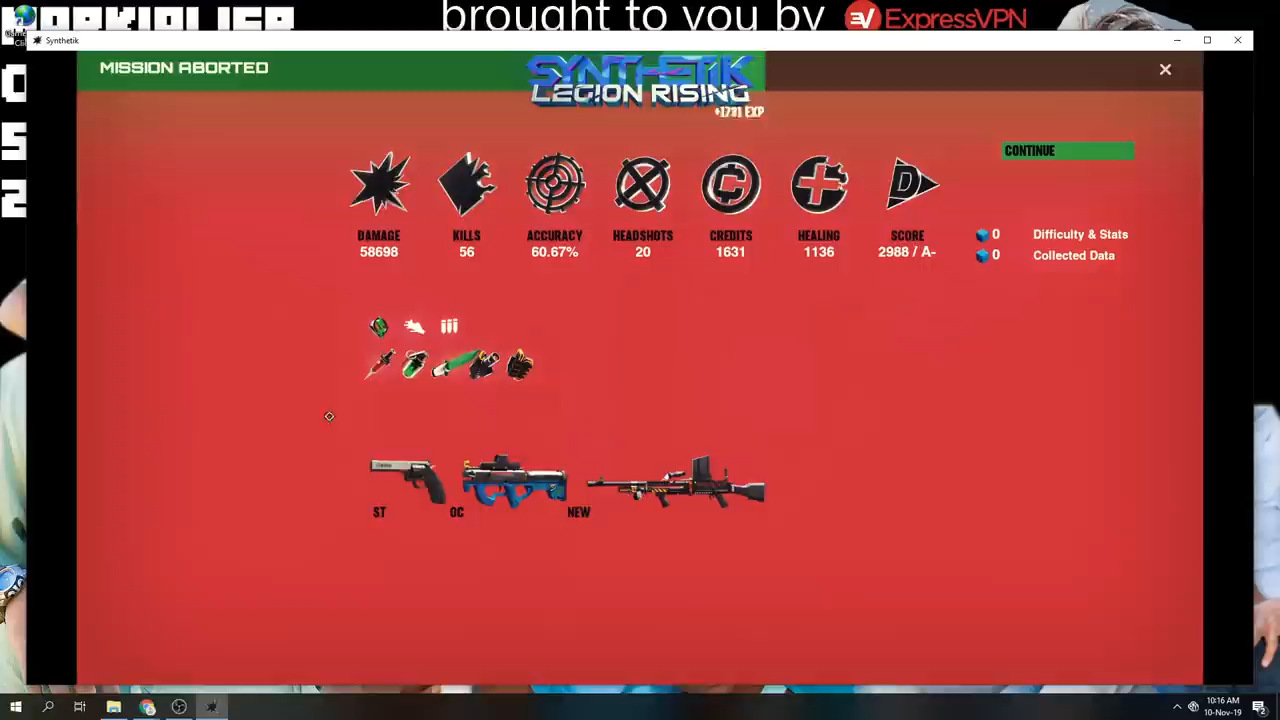 brought to you by ExpressVPN
Synthetik
MISSION ABORTED
SYNTHETIK
LEGION RISING
CONTINUE
DAMAGE KILLS ACCURACY HEADSHOTS CREDITS HEALING SCORE
58698 56 60.67% 20 1631 1136 2988 / A-
0 Difficulty & Stats
0 Collected Data
ST OC NEW
10:16 AM
10-Nov-19
2